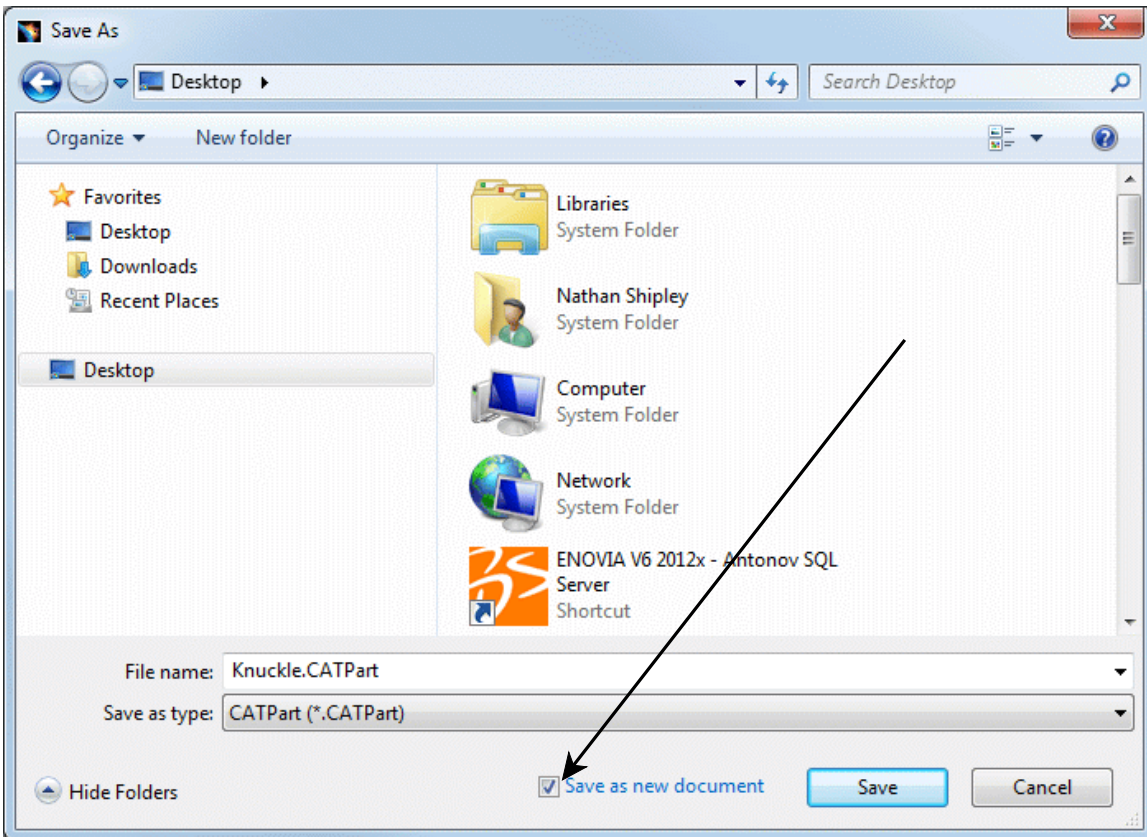 Save As
Desktop
Search Desktop
Organize
New folder
Favorites
Desktop
Downloads
Recent Places
Desktop
Libraries
System Folder
Nathan Shipley
System Folder
Computer
System Folder
Network
System Folder
ENOVIA V6 2012x - Antonov SQL
Server
Shortcut
File name: Knuckle.CATPart
Save as type: CATPart (*.CATPart)
Hide Folders
Save as new document
Save
Cancel